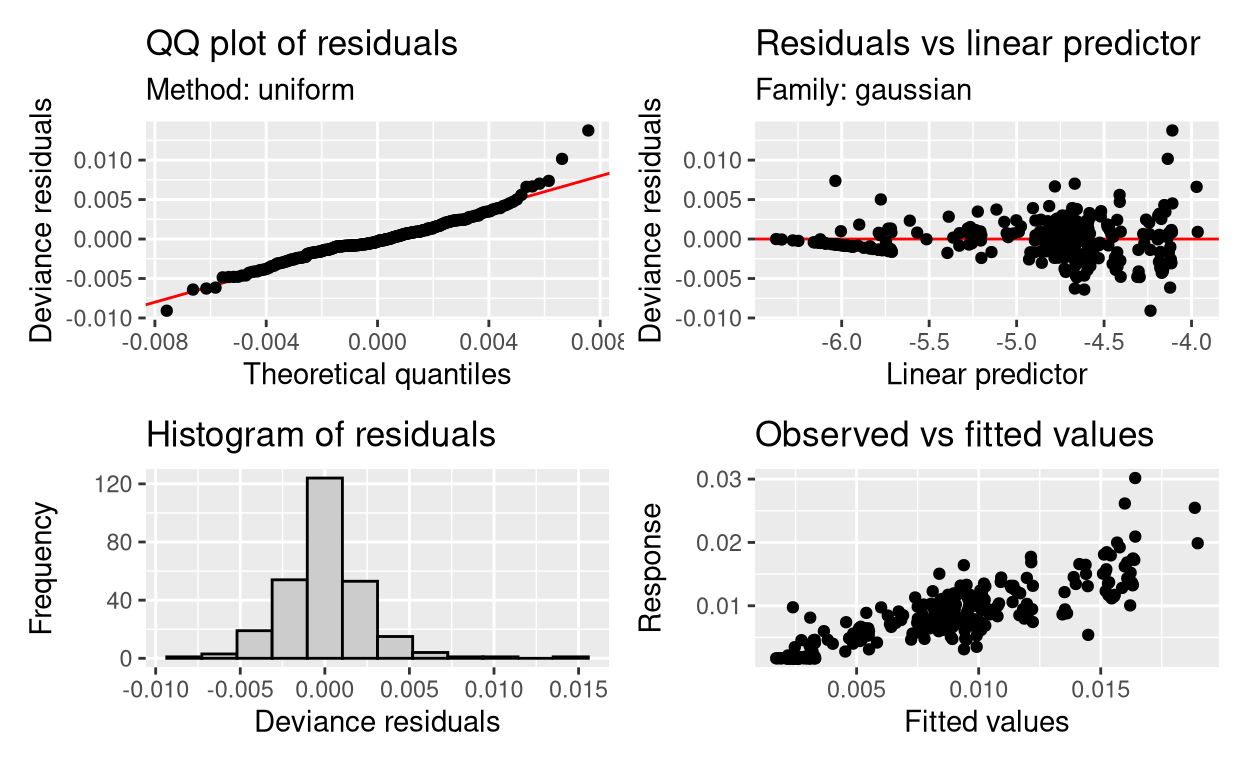 QQ plot of residuals
Method: uniform
Deviance residuals
0.010
0.005
0.000
-0.005
-0.010
-0.008
-0.004
0.000
0.004
0.008
Theoretical quantiles
Residuals vs linear predictor
Family: gaussian
Deviance residuals
0.010
0.005
0.000
-0.005
-0.010
-6.0
-5.5
-5.0
-4.5
-4.0
Linear predictor
Histogram of residuals
Frequency
120
80
40
0
-0.010
-0.005
0.000
0.005
0.010
0.015
Deviance residuals
Observed vs fitted values
Response
0.03
0.02
0.01
0.005
0.010
0.015
Fitted values